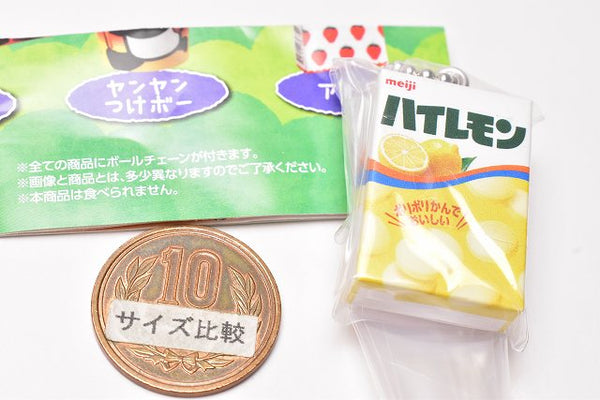 ヤンヤン
つけボー
ア
※全ての商品にボールチェーンが付きます。
※画像と商品とは、多少異なりますのでご了承ください。
※本商品は食べられません。
meiji
ハイレモン
ポリポリかんで
おいしい
10
サイズ比較